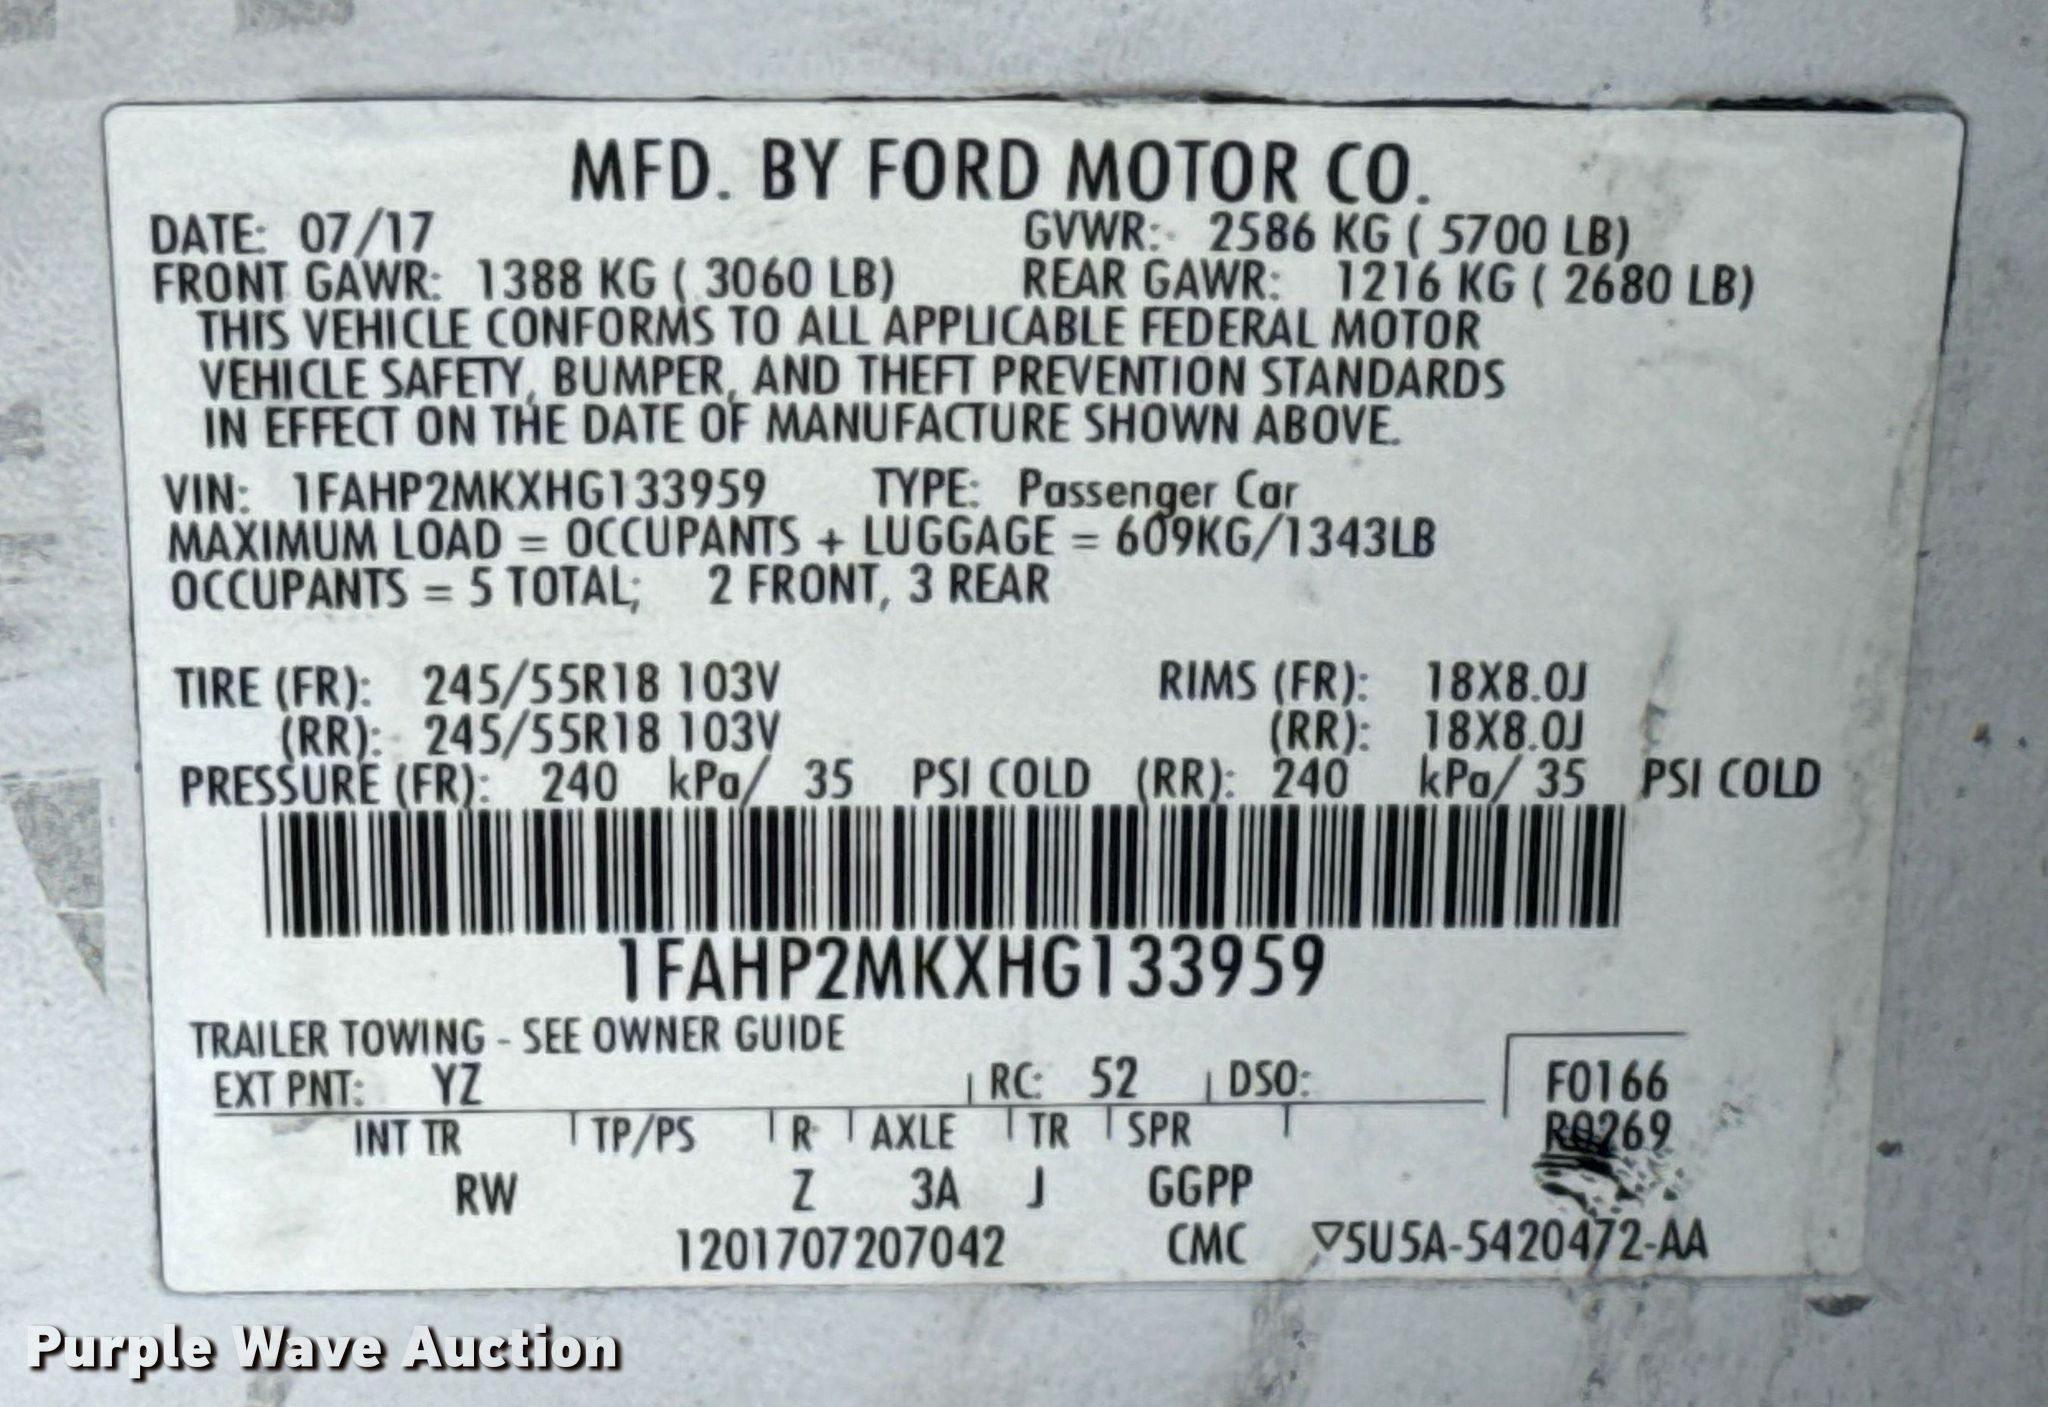 MFD. BY FORD MOTOR CO.
DATE: 07/17 GVWR: 2586 KG ( 5700 LB)
FRONT GAWR: 1388 KG ( 3060 LB) REAR GAWR: 1216 KG ( 2680 LB)
THIS VEHICLE CONFORMS TO ALL APPLICABLE FEDERAL MOTOR
VEHICLE SAFETY, BUMPER, AND THEFT PREVENTION STANDARDS
IN EFFECT ON THE DATE OF MANUFACTURE SHOWN ABOVE.
VIN: 1FAHP2MKXHG133959 TYPE: Passenger Car
MAXIMUM LOAD = OCCUPANTS + LUGGAGE = 609KG/1343LB
OCCUPANTS = 5 TOTAL; 2 FRONT, 3 REAR
TIRE (FR): 245/55R18 103V RIMS (FR): 18X8.0J
(RR): 245/55R18 103V (RR): 18X8.0J
PRESSURE (FR): 240 kPa/ 35 PSI COLD (RR): 240 kPa/ 35 PSI COLD
1FAHP2MKXHG133959
TRAILER TOWING - SEE OWNER GUIDE
EXT PNT: YZ RC: 52 DSO: F0166
INT TR TP/PS R AXLE TR SPR R0269
RW Z 3A J GGPP
1201707207042 CMC ▽5U5A-5420472-AA
Purple Wave Auction